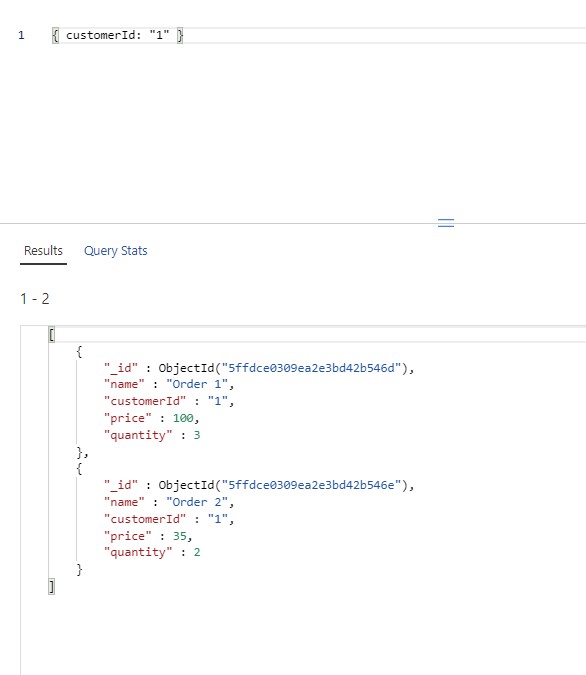 1 { customerId: "1" }
Results Query Stats
1 - 2
[
{
"_id" : ObjectId("5ffdce0309ea2e3bd42b546d"),
"name" : "Order 1",
"customerId" : "1",
"price" : 100,
"quantity" : 3
},
{
"_id" : ObjectId("5ffdce0309ea2e3bd42b546e"),
"name" : "Order 2",
"customerId" : "1",
"price" : 35,
"quantity" : 2
}
]